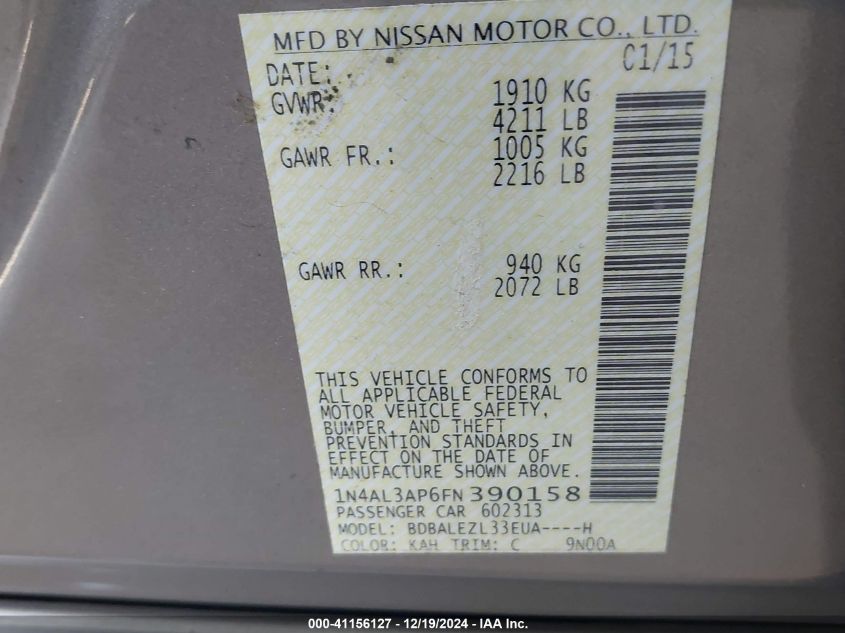 MFD BY NISSAN MOTOR CO., LTD.
DATE: 01/15
GVWR: 1910 KG
4211 LB
GAWR FR.: 1005 KG
2216 LB
GAWR RR.: 940 KG
2072 LB
THIS VEHICLE CONFORMS TO
ALL APPLICABLE FEDERAL
MOTOR VEHICLE SAFETY,
BUMPER, AND THEFT
PREVENTION STANDARDS IN
EFFECT ON THE DATE OF
MANUFACTURE SHOWN ABOVE.
1N4AL3AP6FN390158
PASSENGER CAR 602313
MODEL: BDBALEZL33EUA----H
COLOR: KAH TRIM: C 9N00A
000-41156127 - 12/19/2024 - IAA Inc.